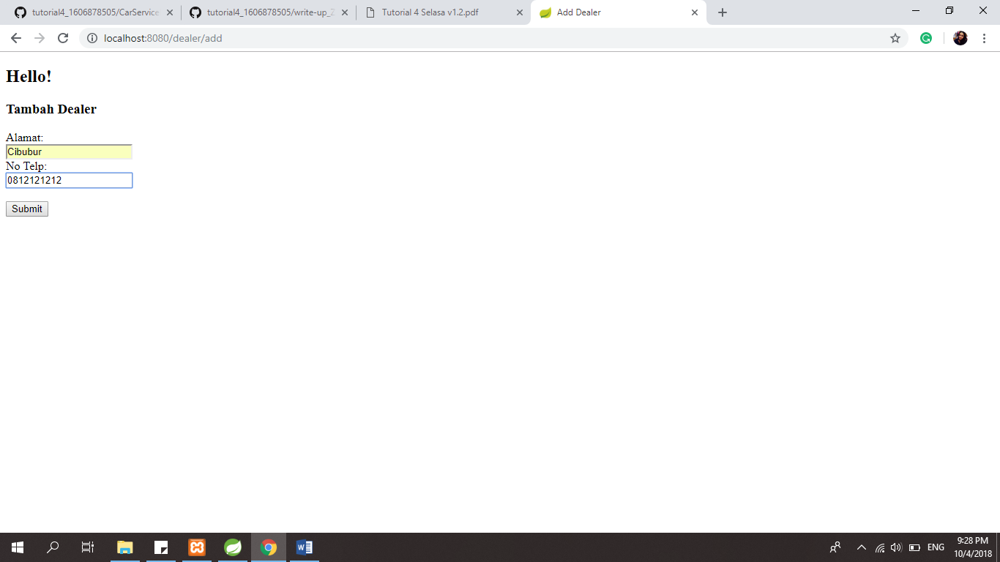 tutorial4_1606878505/CarService
tutorial4_1606878505/write-up_Z
Tutorial 4 Selasa v1.2.pdf
Add Dealer
localhost:8080/dealer/add
Hello!
Tambah Dealer
Alamat:
Cibubur
No Telp:
0812121212
Submit
ENG
9:28 PM
10/4/2018